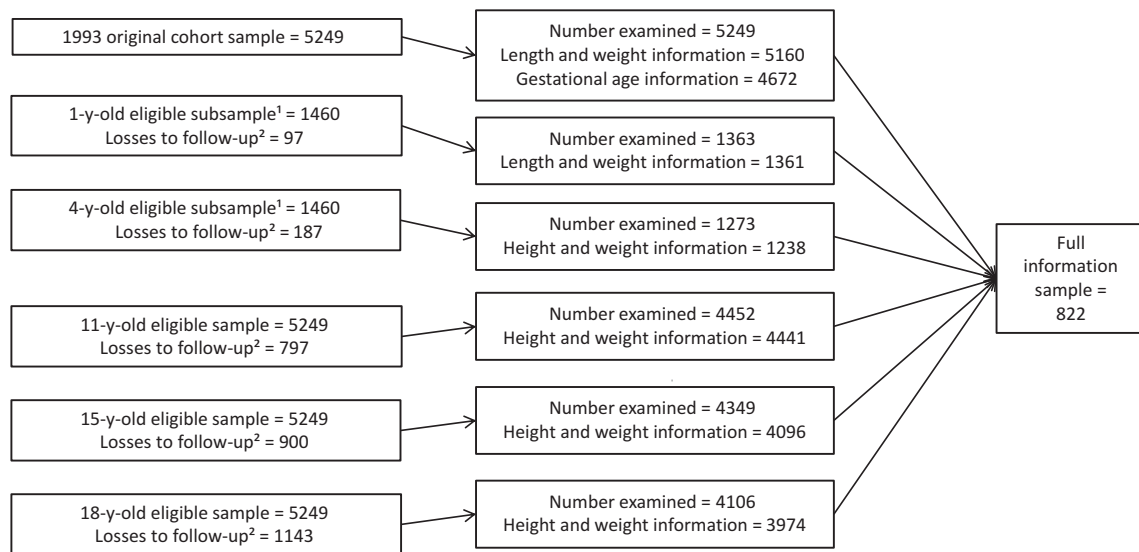 1993 original cohort sample = 5249
Number examined = 5249
Length and weight information = 5160
Gestational age information = 4672
1-y-old eligible subsample¹ = 1460
Losses to follow-up² = 97
Number examined = 1363
Length and weight information = 1361
4-y-old eligible subsample¹ = 1460
Losses to follow-up² = 187
Number examined = 1273
Height and weight information = 1238
11-y-old eligible sample = 5249
Losses to follow-up² = 797
Number examined = 4452
Height and weight information = 4441
15-y-old eligible sample = 5249
Losses to follow-up² = 900
Number examined = 4349
Height and weight information = 4096
18-y-old eligible sample = 5249
Losses to follow-up² = 1143
Number examined = 4106
Height and weight information = 3974
Full
information
sample =
822